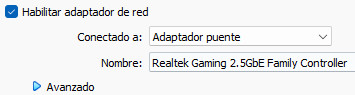 Habilitar adaptador de red
Conectado a: Adaptador puente
Nombre: Realtek Gaming 2.5GbE Family Controller
Avanzado